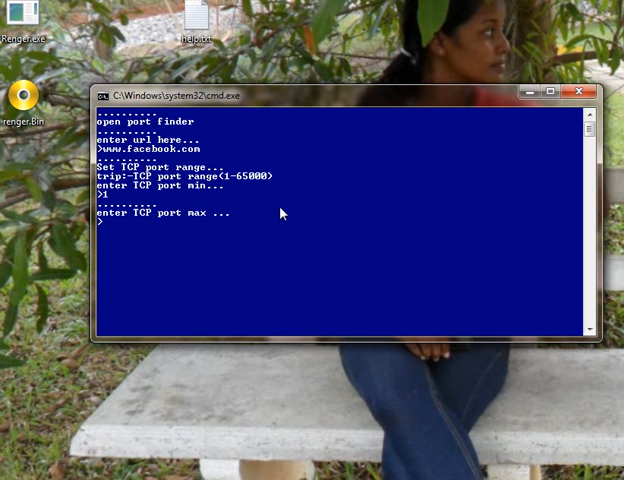 Renger.exe
help.txt
renger.Bin
C:\Windows\system32\cmd.exe
..........
open port finder
..........
enter url here...
>www.facebook.com
..........
Set TCP port range...
trip:-TCP port range(1-65000)
enter TCP port min...
>1
..........
enter TCP port max ...
>